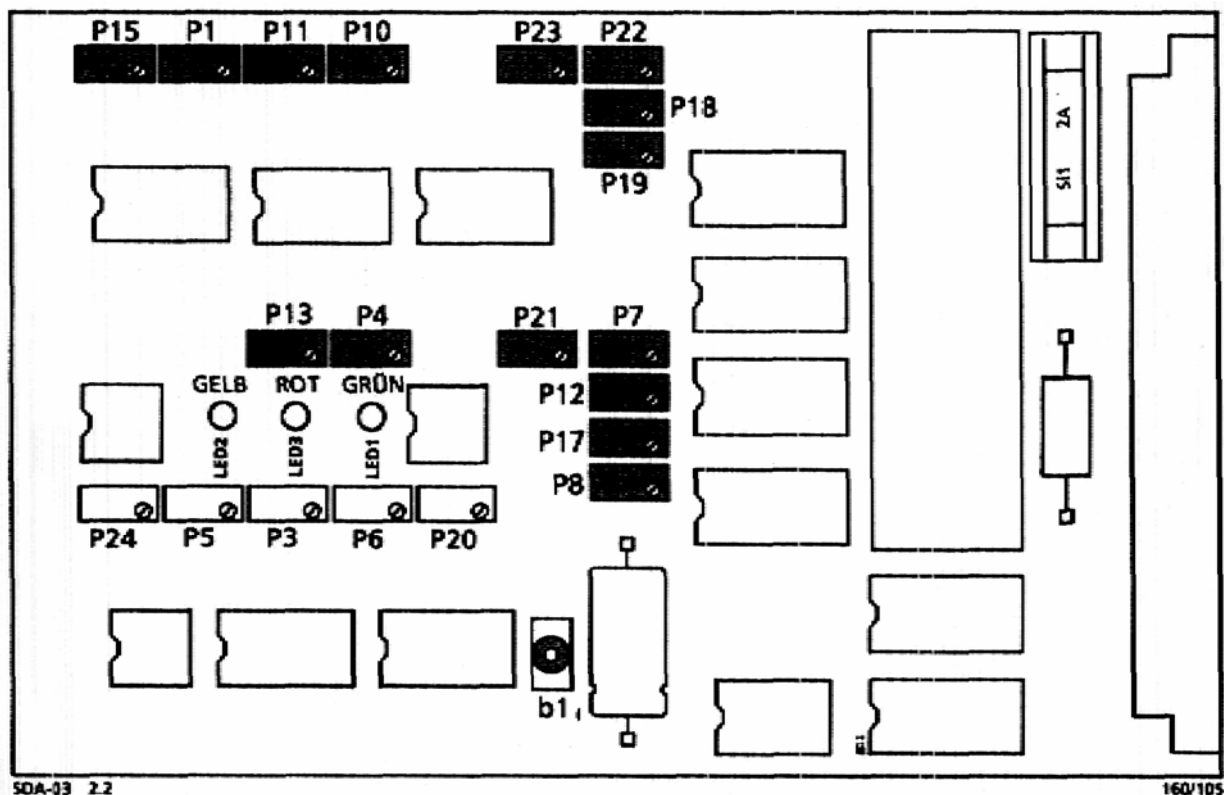 P15 P1 P11 P10 P23 P22
P18
P19
SI1 2A
P13 P4 P21 P7
GELB ROT GRÜN
P12
LED2 LED3 LED1
P17
P8
P24 P5 P3 P6 P20
b1
SDA-03 2.2
160/105